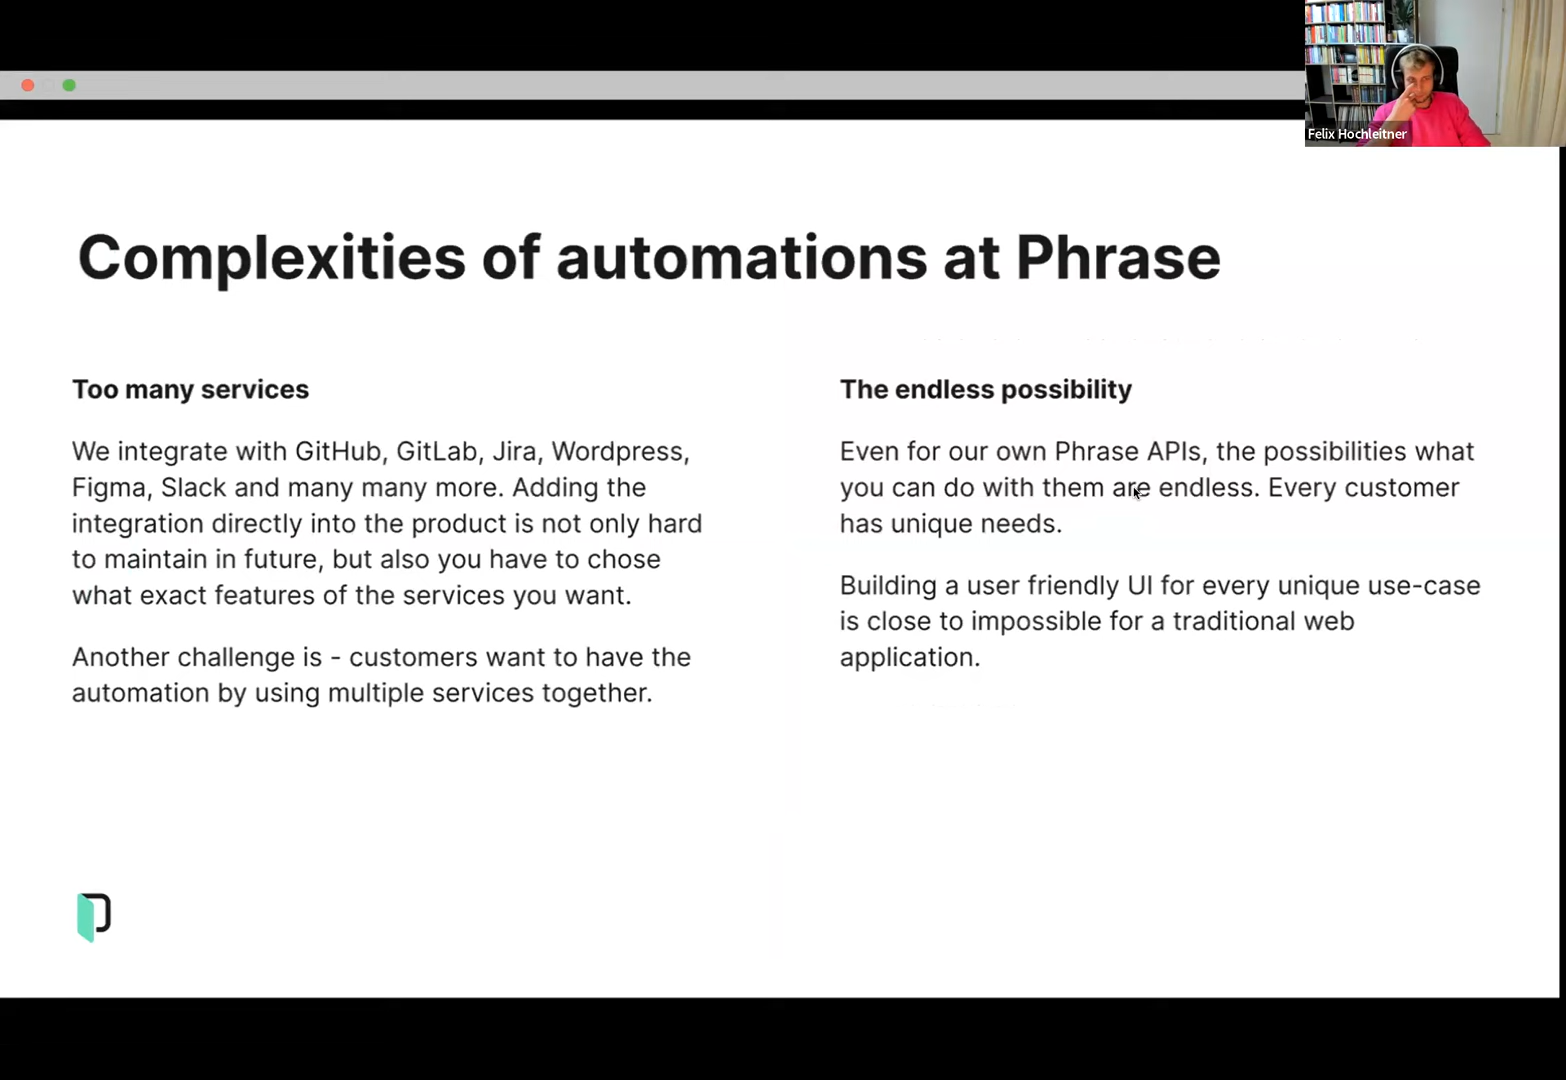 Felix Hochleitner
Complexities of automations at Phrase
Too many services
We integrate with GitHub, GitLab, Jira, Wordpress,
Figma, Slack and many many more. Adding the
integration directly into the product is not only hard
to maintain in future, but also you have to chose
what exact features of the services you want.
Another challenge is - customers want to have the
automation by using multiple services together.
The endless possibility
Even for our own Phrase APIs, the possibilities what
you can do with them are endless. Every customer
has unique needs.
Building a user friendly UI for every unique use-case
is close to impossible for a traditional web
application.